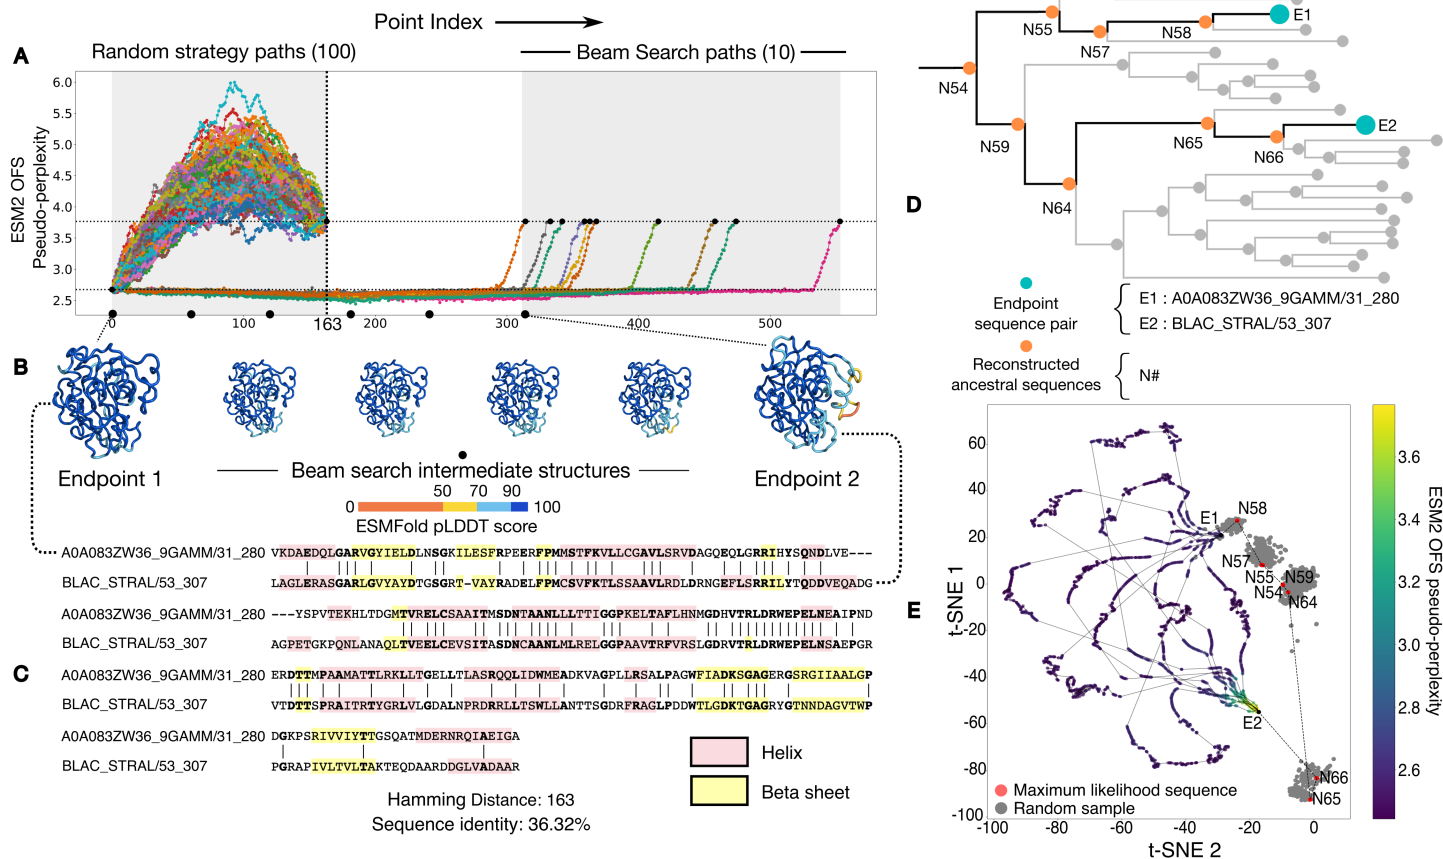 Point Index
A
Random strategy paths (100)
Beam Search paths (10)
ESM2 OFS
Pseudo-perplexity
6.0
5.5
5.0
4.5
4.0
3.5
3.0
2.5
0
100
163
200
300
400
500
B
Endpoint 1
Beam search intermediate structures
Endpoint 2
0
50
70
90
100
ESMFold pLDDT score
A0A083ZW36_9GAMM/31_280 VKDAEDQLGARVGYIELDLNSGKILESFRPEERFPMMSTFKVLLCGAVLSRVDAGQEQLGRRIHYSQNDLVE---
BLAC_STRAL/53_307 LAGLERASGARLGVYAYDTGSGRT-VAYRADELFPMCSVFKTLSSAAVLRDLDRNGEFLSRRILYTQDDVEQADG
A0A083ZW36_9GAMM/31_280 ---YSPVTEKHLTDGMTVRELCSAAITMSDNTAANLLLTTIGGPKELTAFLHNMGDHVTRLDRWEPELNEAIPND
BLAC_STRAL/53_307 AGPETGKPQNLANAQLTVEELCEVSITASDNCAANLMLRELGGPAAVTRFVRSLGDRVTRLDRWEPELNSAEPGR
C
A0A083ZW36_9GAMM/31_280 ERDTTMPAAMATTLRKLLTGELLTLASRQQLIDWMEADKVAGPLLRSALPAGWFIADKSGAGERGSRGIIAALGP
BLAC_STRAL/53_307 VTDTTSPRAITRTYGRLVLGDALNPRDRRLLTSWLLANTTSGDRFRAGLPDDWTLGDKTGAGRYGTNNDAGVTWP
A0A083ZW36_9GAMM/31_280 DGKPSRIVVIYTTGSQATMDERNRQIAEIGA
BLAC_STRAL/53_307 PGRAPIVLTVLTAKTEQDAARDDGLVADAAR
Helix
Beta sheet
Hamming Distance: 163
Sequence identity: 36.32%
D
N54
N55
N57
N58
E1
N59
N64
N65
N66
E2
Endpoint
sequence pair
E1 : A0A083ZW36_9GAMM/31_280
E2 : BLAC_STRAL/53_307
Reconstructed
ancestral sequences
N#
E
t-SNE 1
60
40
20
0
-20
-40
-60
-80
-100
E1
N58
N57
N55
N59
N54
N64
E2
N66
N65
Maximum likelihood sequence
Random sample
-100
-80
-60
-40
-20
0
t-SNE 2
3.6
3.4
3.2
3.0
2.8
2.6
ESM2 OFS pseudo-perplexity